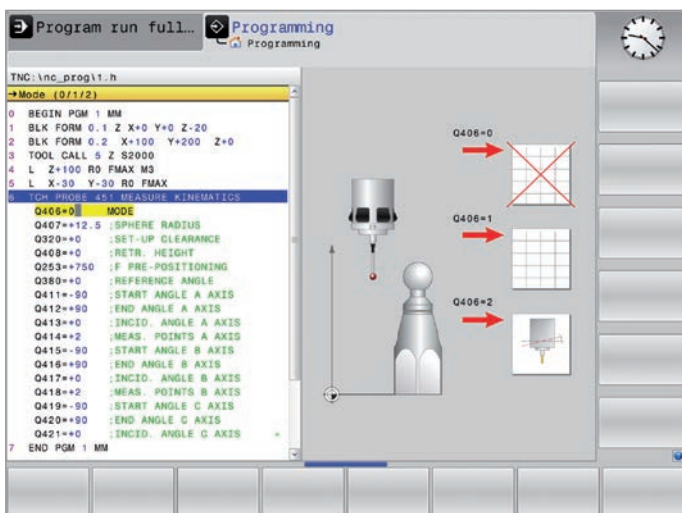 Program run full...
Programming
Programming
TNC:\nc_prog\1.h
→Mode (0/1/2)
0 BEGIN PGM 1 MM
1 BLK FORM 0.1 Z X+0 Y+0 Z-20
2 BLK FORM 0.2 X+100 Y+200 Z+0
3 TOOL CALL 5 Z S2000
4 L Z+100 R0 FMAX M3
5 L X-30 Y-30 R0 FMAX
6 TCH PROBE 451 MEASURE KINEMATICS
Q406=0 MODE
Q407=+12.5 ;SPHERE RADIUS
Q320=+0 ;SET-UP CLEARANCE
Q408=+0 ;RETR. HEIGHT
Q253=+750 ;F PRE-POSITIONING
Q380=+0 ;REFERENCE ANGLE
Q411=-90 ;START ANGLE A AXIS
Q412=+90 ;END ANGLE A AXIS
Q413=+0 ;INCID. ANGLE A AXIS
Q414=+2 ;MEAS. POINTS A AXIS
Q415=-90 ;START ANGLE B AXIS
Q416=+90 ;END ANGLE B AXIS
Q417=+0 ;INCID. ANGLE B AXIS
Q418=+2 ;MEAS. POINTS B AXIS
Q419=-90 ;START ANGLE C AXIS
Q420=+90 ;END ANGLE C AXIS
Q421=+0 ;INCID. ANGLE C AXIS
7 END PGM 1 MM
Q406=0
Q406=1
Q406=2